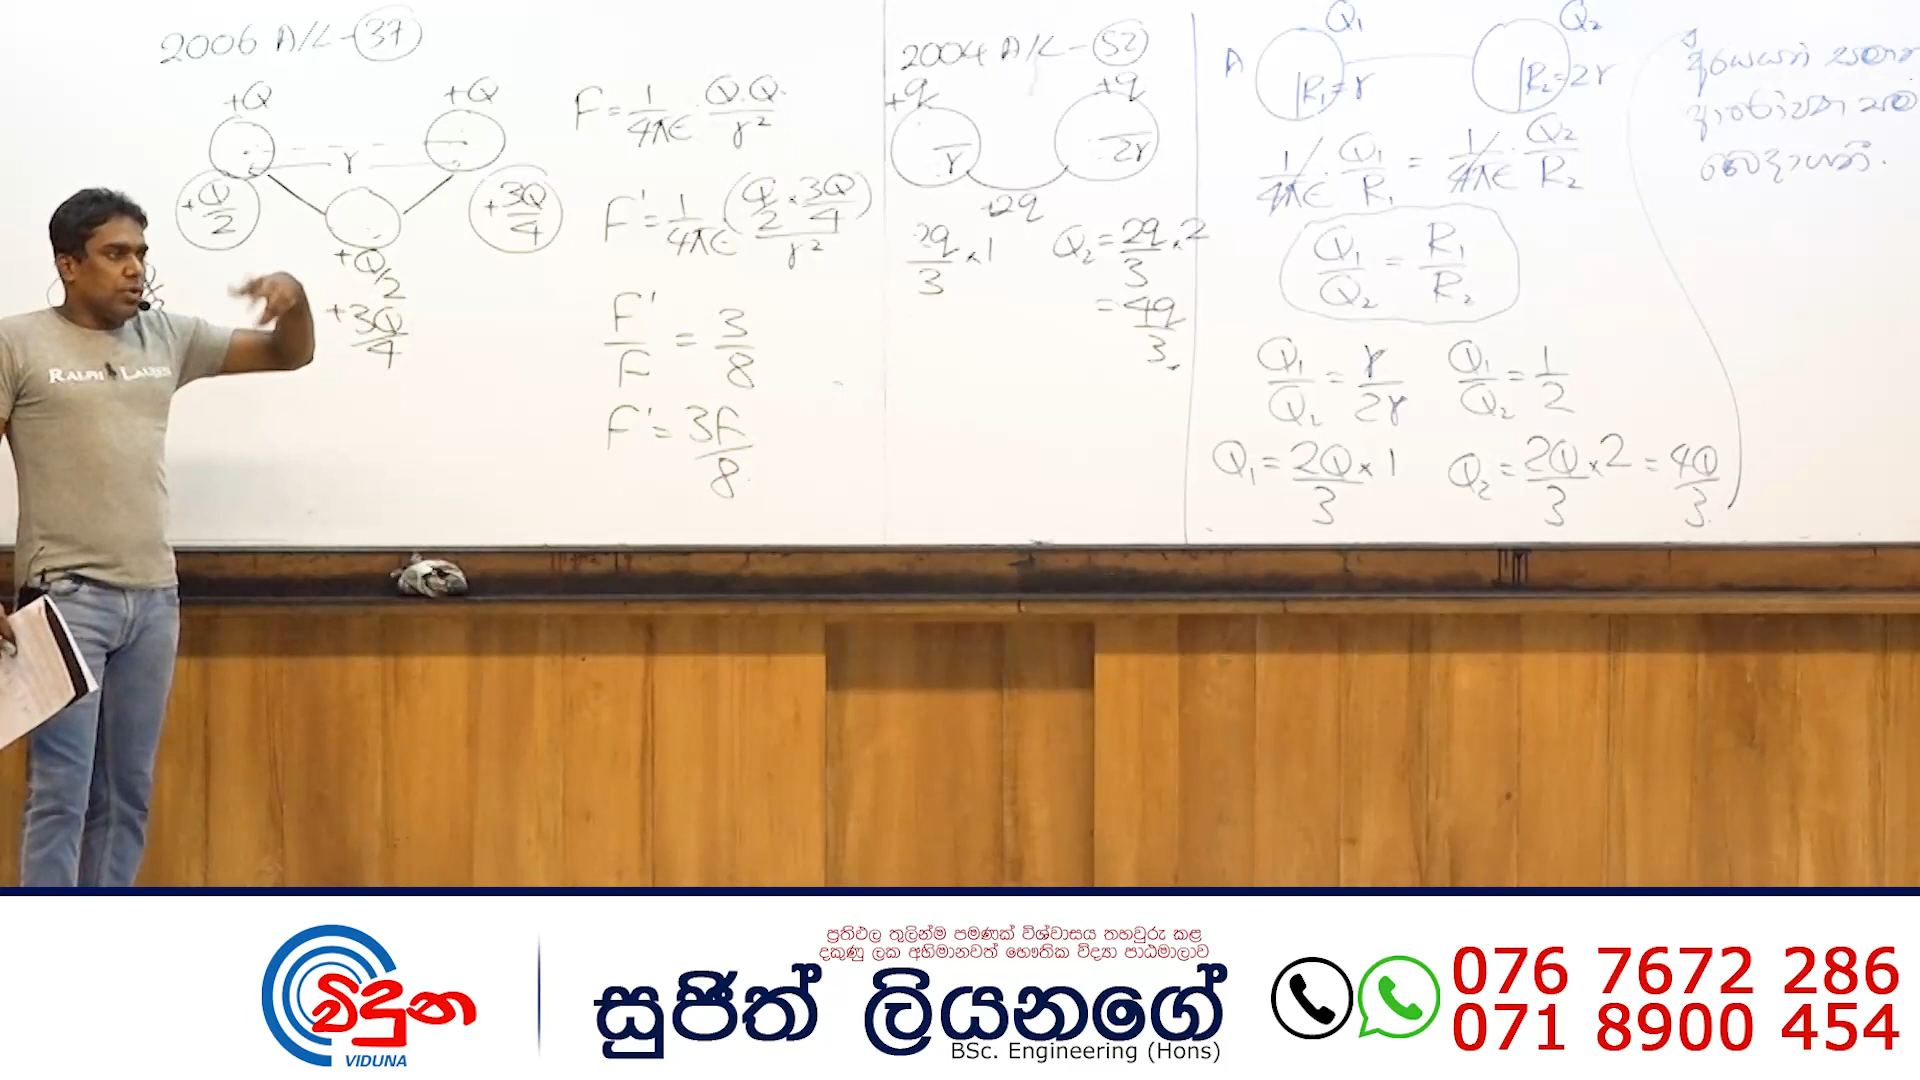 2006 A/L - 37
+Q
+Q
r
+Q/2
+3Q/4
+Q/2
+3Q/4
F = 1/4πε · Q.Q/r²
F' = 1/4πε (Q/2 × 3Q/4)/r²
F'/F = 3/8
F' = 3F/8
2004 A/L - 52
+q
+q
r
2r
+2q
2q/3 × 1
Q₂ = 2q/3 × 2
= 4q/3
A
Q₁
Q₂
R₁=r
R₂=2r
1/4πε · Q₁/R₁ = 1/4πε · Q₂/R₂
Q₁/Q₂ = R₁/R₂
Q₁/Q₂ = r/2r
Q₁/Q₂ = 1/2
Q₁ = 2Q/3 × 1
Q₂ = 2Q/3 × 2 = 4Q/3
බෙදා යයි.
RALPH LAUREN
විදුන
VIDUNA
ප්‍රතිඵල තුලින්ම පමණක් විශ්වාසය තහවුරු කළ
දකුණු ලක අභිමානවත් භෞතික විද්‍යා පාඨමාලාව
සුජිත් ලියනගේ
BSc. Engineering (Hons)
076 7672 286
071 8900 454